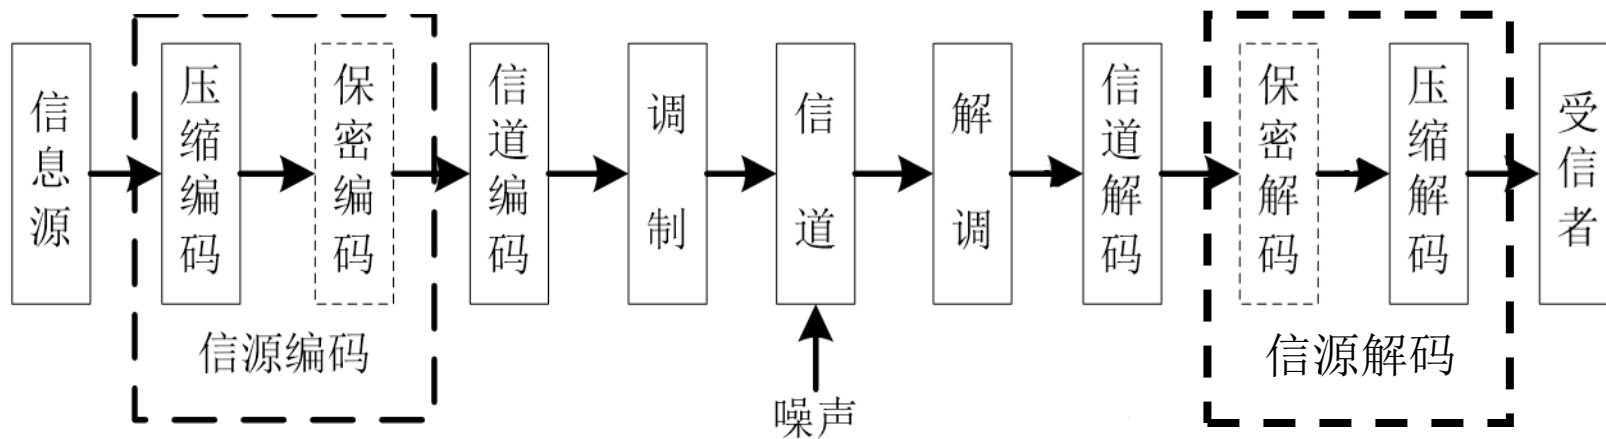 信息源
压缩编码
保密编码
信道编码
调制
信道
解调
信道解码
保密解码
压缩解码
受信者
信源编码
信源解码
噪声